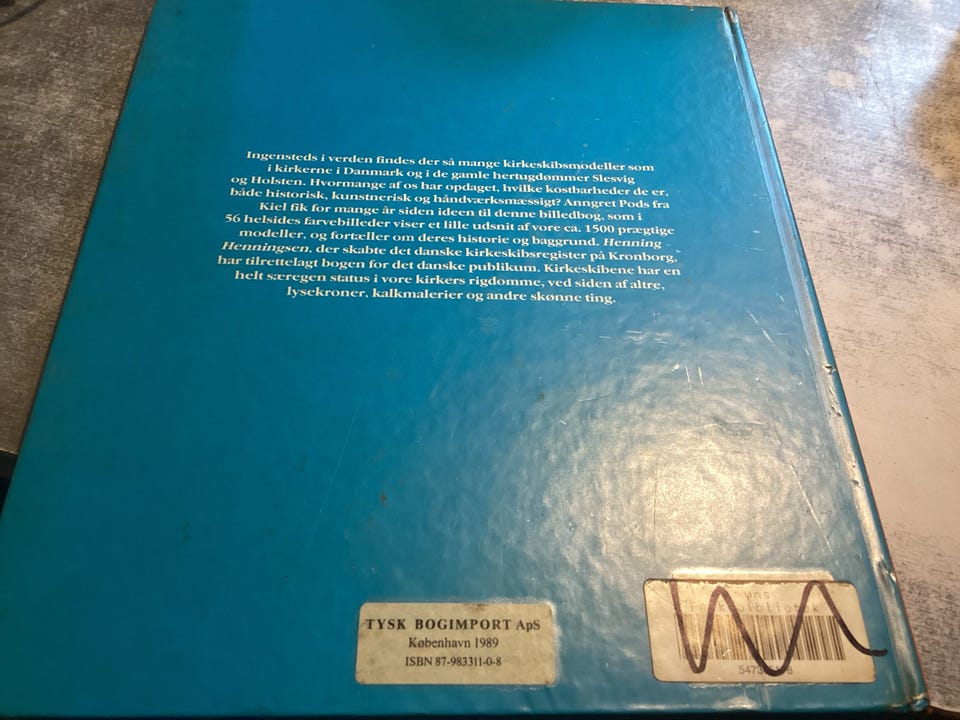 Ingensteds i verden findes der så mange kirkeskibsmodeller som
i kirkerne i Danmark og i de gamle hertugdømmer Slesvig
og Holsten. Hvormange af os har opdaget, hvilke kostbarheder de er,
både historisk, kunstnerisk og håndværksmæssigt? Anngret Pods fra
Kiel fik for mange år siden ideen til denne billedbog, som i
56 helsides farvebilleder viser et lille udsnit af vore ca. 1500 prægtige
modeller, og fortæller om deres historie og baggrund. Henning
Henningsen, der skabte det danske kirkeskibsregister på Kronborg,
har tilrettelagt bogen for det danske publikum. Kirkeskibene har en
helt særegen status i vore kirkers rigdomme, ved siden af altre,
lysekroner, kalkmalerier og andre skønne ting.
TYSK BOGIMPORT ApS
København 1989
ISBN 87-983311-0-8